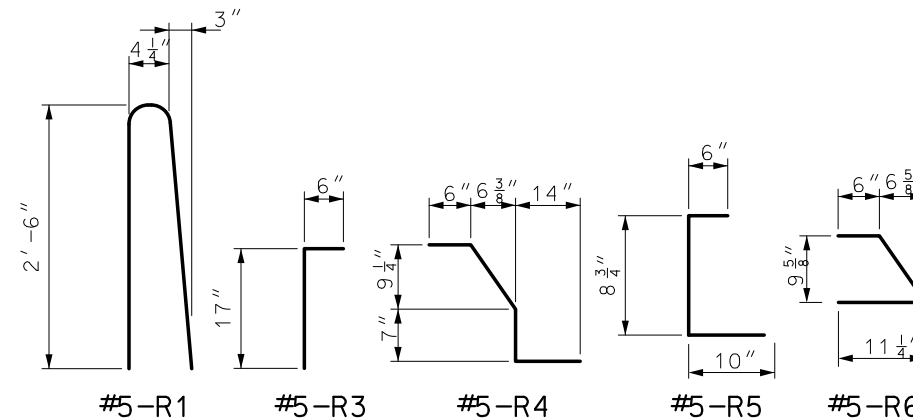 3"
4 1/4"
2'-6"
#5-R1
6"
17"
#5-R3
6" 6 3/8" 14"
9 1/4"
7"
#5-R4
6"
8 3/4"
10"
#5-R5
6" 6 5/8
9 5/8"
11 1/4"
#5-R6